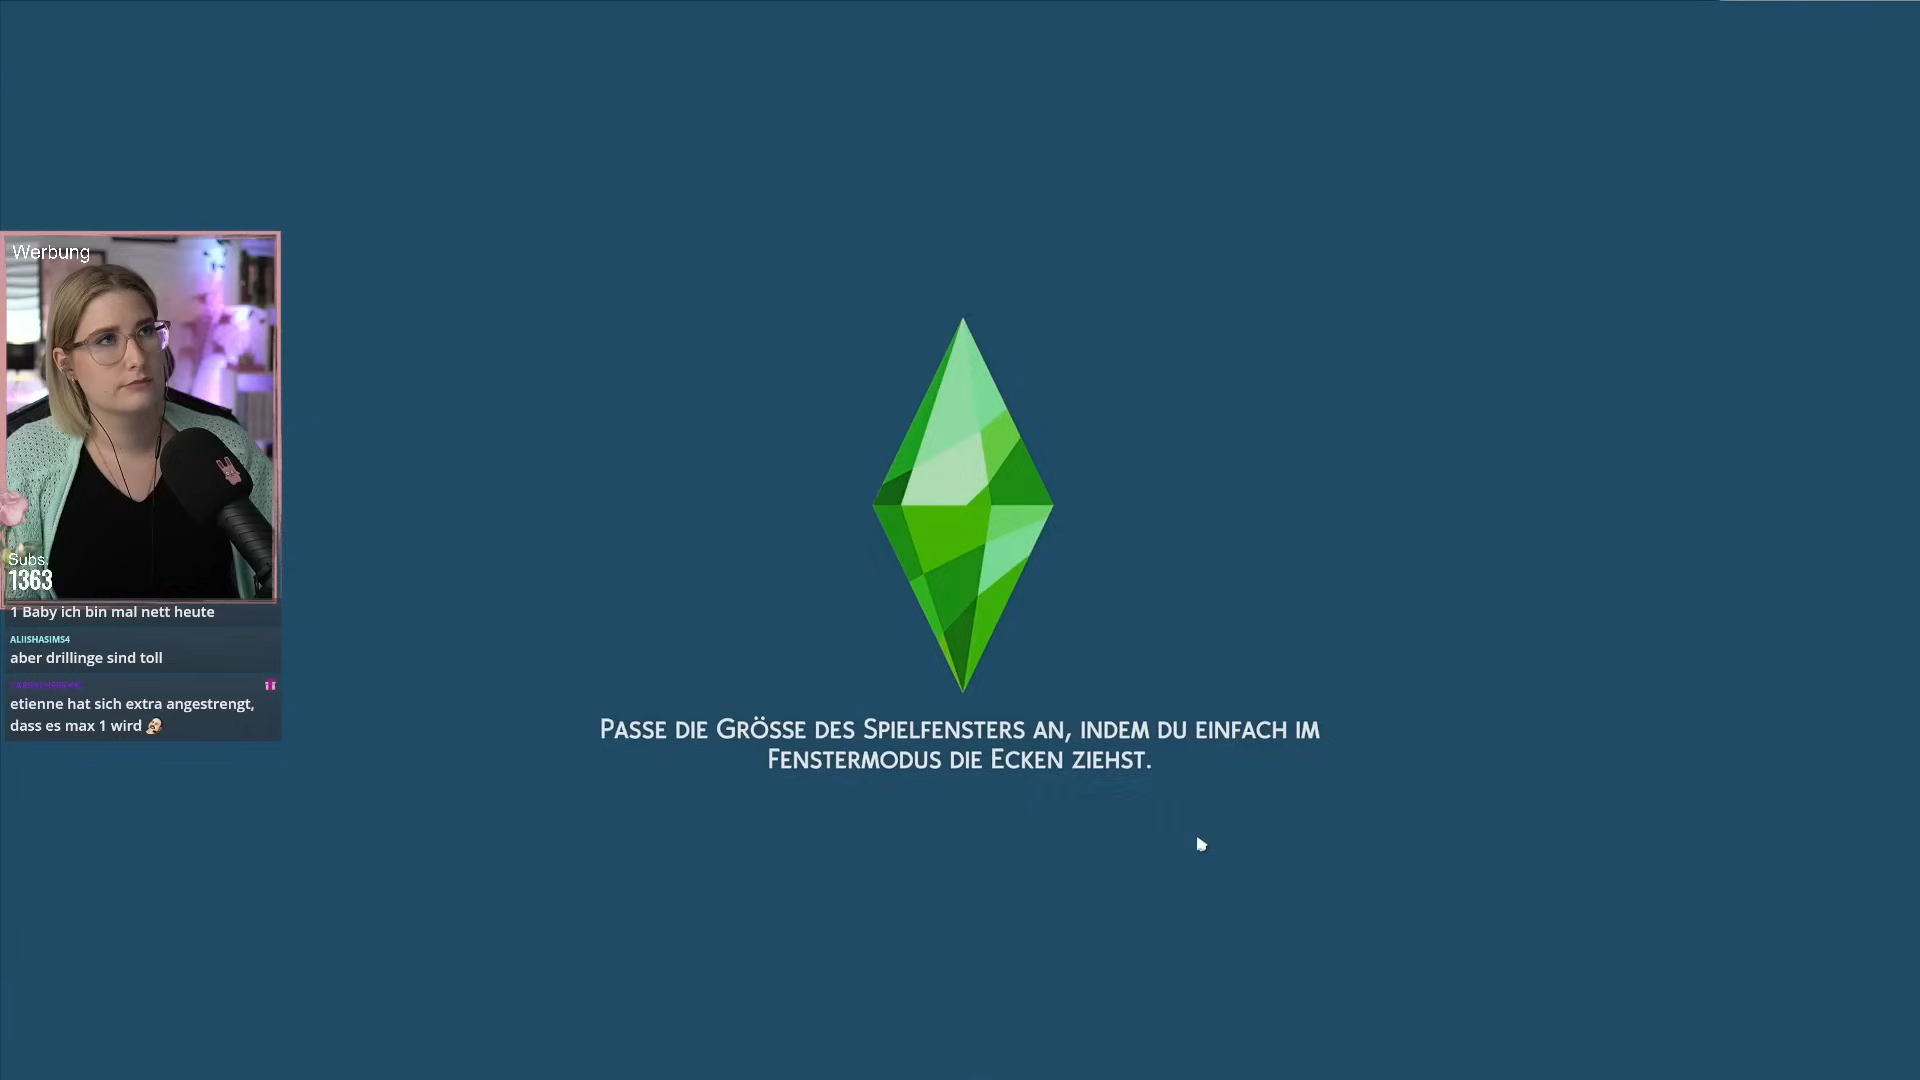 Werbung
Subs:
1363
1 Baby ich bin mal nett heute
ALIISHASIMS4
aber drillinge sind toll
etienne hat sich extra angestrengt,
dass es max 1 wird
PASSE DIE GRÖSSE DES SPIELFENSTERS AN, INDEM DU EINFACH IM
FENSTERMODUS DIE ECKEN ZIEHST.